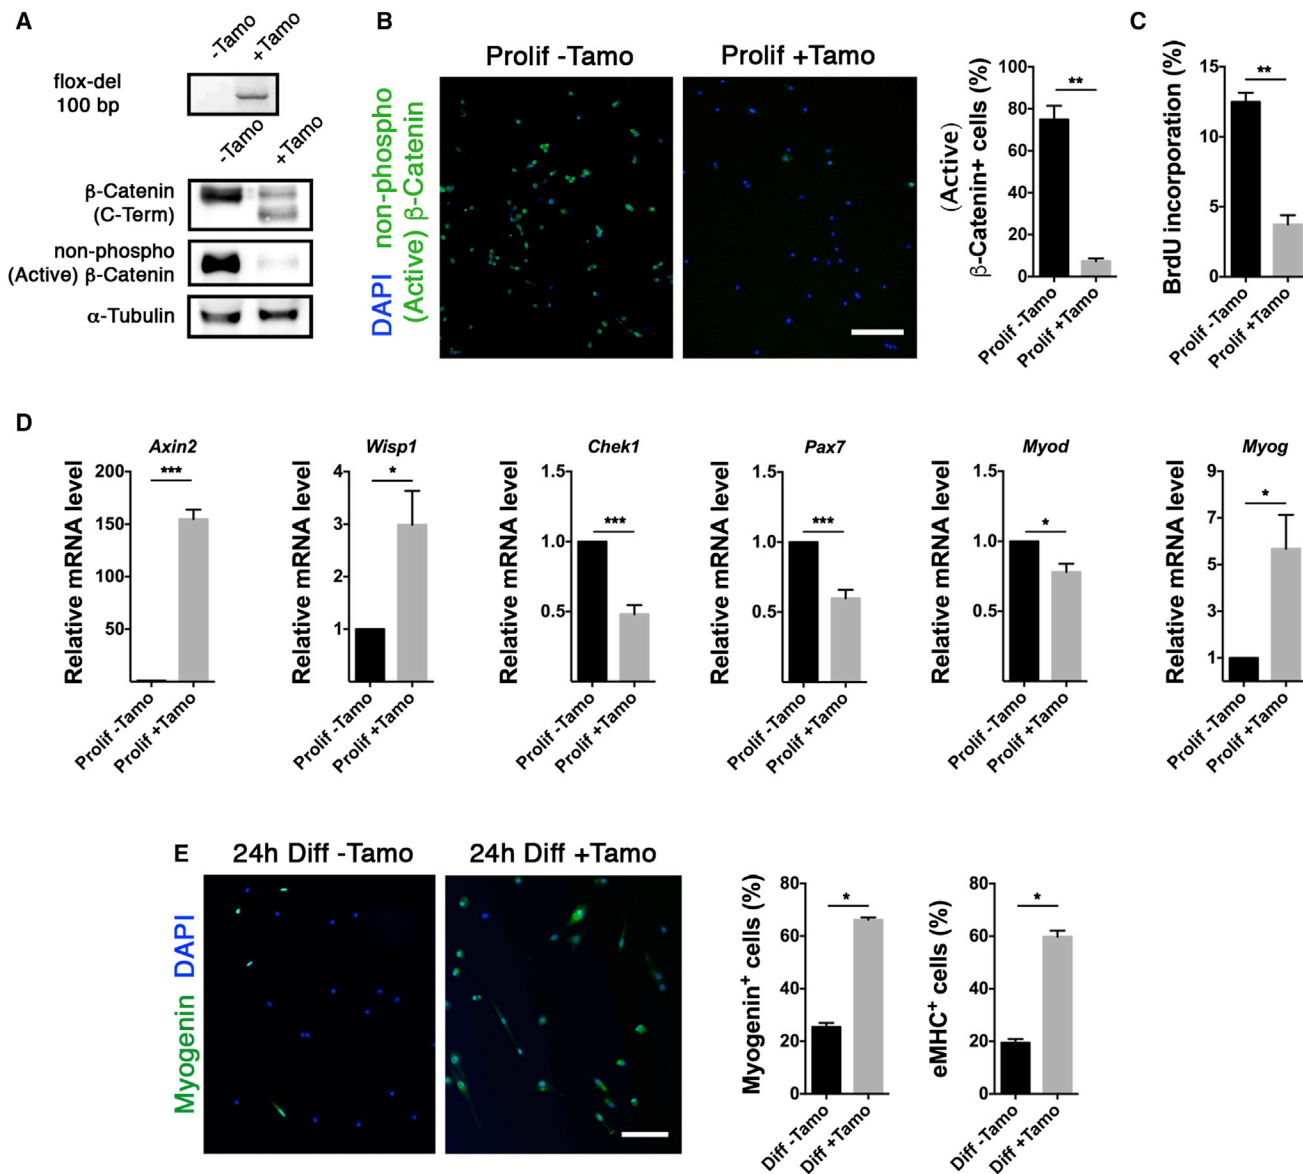 A
-Tamo
+Tamo
flox-del
100 bp
-Tamo
+Tamo
β-Catenin
(C-Term)
non-phospho
(Active) β-Catenin
α-Tubulin
B
Prolif -Tamo
Prolif +Tamo
DAPI non-phospho
(Active) β-Catenin
(Active)
β-Catenin+ cells (%)
100
80
60
40
20
0
**
Prolif -Tamo
Prolif +Tamo
C
BrdU incorporation (%)
15
10
5
0
**
Prolif -Tamo
Prolif +Tamo
D
Axin2
Relative mRNA level
200
150
100
50
***
Prolif -Tamo
Prolif +Tamo
Wisp1
Relative mRNA level
4
3
2
1
*
Prolif -Tamo
Prolif +Tamo
Chek1
Relative mRNA level
1.5
1.0
0.5
***
Prolif -Tamo
Prolif +Tamo
Pax7
Relative mRNA level
1.5
1.0
0.5
***
Prolif -Tamo
Prolif +Tamo
Myod
Relative mRNA level
1.5
1.0
0.5
*
Prolif -Tamo
Prolif +Tamo
Myog
Relative mRNA level
9
7
5
3
1
*
Prolif -Tamo
Prolif +Tamo
E
24h Diff -Tamo
24h Diff +Tamo
Myogenin DAPI
Myogenin+ cells (%)
80
60
40
20
0
*
Diff -Tamo
Diff +Tamo
eMHC+ cells (%)
80
60
40
20
0
*
Diff -Tamo
Diff +Tamo